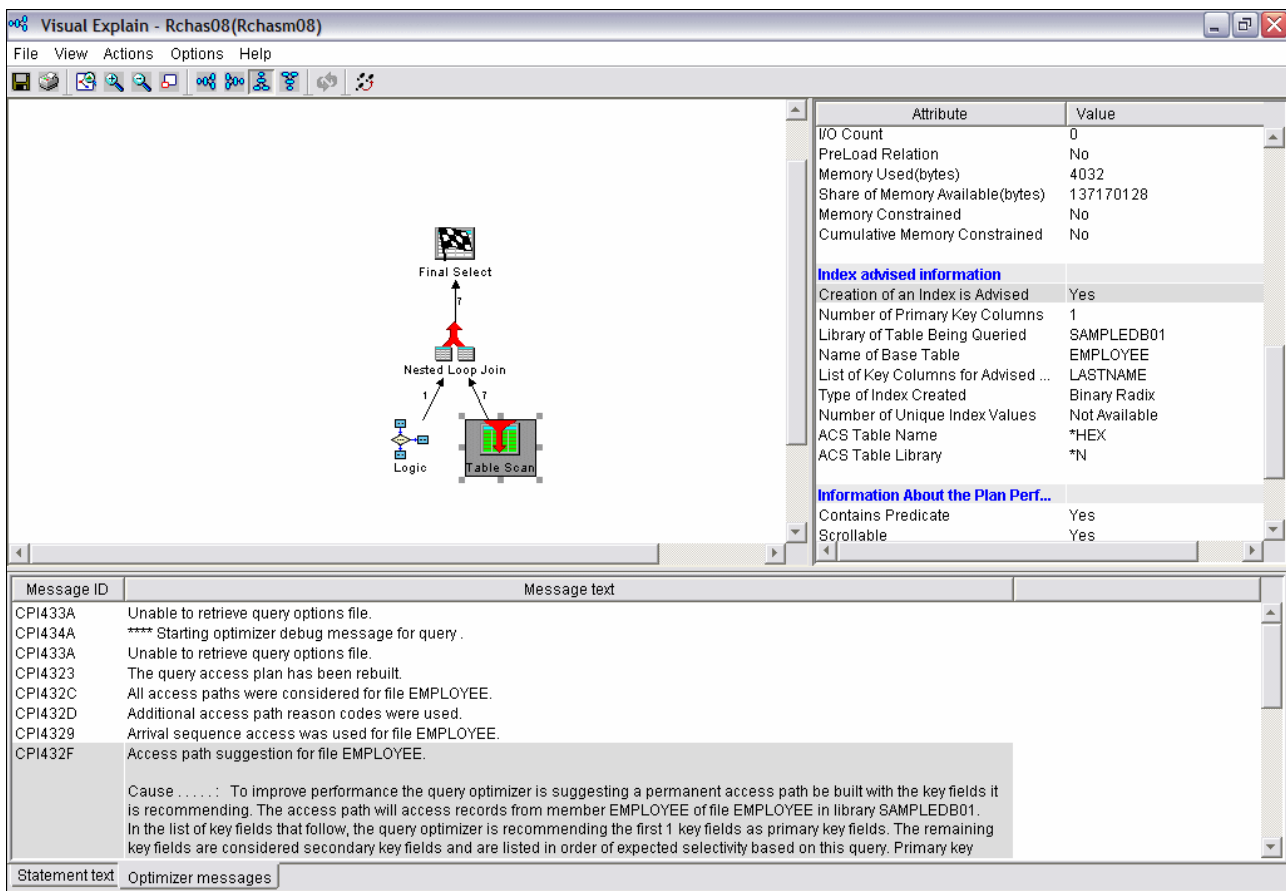 Visual Explain - Rchas08(Rchasm08)
File View Actions Options Help
Final Select
7
Nested Loop Join
1
7
Logic
Table Scan
Attribute Value
I/O Count 0
PreLoad Relation No
Memory Used(bytes) 4032
Share of Memory Available(bytes) 137170128
Memory Constrained No
Cumulative Memory Constrained No
Index advised information
Creation of an Index is Advised Yes
Number of Primary Key Columns 1
Library of Table Being Queried SAMPLEDB01
Name of Base Table EMPLOYEE
List of Key Columns for Advised ... LASTNAME
Type of Index Created Binary Radix
Number of Unique Index Values Not Available
ACS Table Name *HEX
ACS Table Library *N
Information About the Plan Perf...
Contains Predicate Yes
Scrollable Yes
Message ID Message text
CPI433A Unable to retrieve query options file.
CPI434A **** Starting optimizer debug message for query .
CPI433A Unable to retrieve query options file.
CPI4323 The query access plan has been rebuilt.
CPI432C All access paths were considered for file EMPLOYEE.
CPI432D Additional access path reason codes were used.
CPI4329 Arrival sequence access was used for file EMPLOYEE.
CPI432F Access path suggestion for file EMPLOYEE.
Cause . . . . . : To improve performance the query optimizer is suggesting a permanent access path be built with the key fields it
is recommending. The access path will access records from member EMPLOYEE of file EMPLOYEE in library SAMPLEDB01.
In the list of key fields that follow, the query optimizer is recommending the first 1 key fields as primary key fields. The remaining
key fields are considered secondary key fields and are listed in order of expected selectivity based on this query. Primary key
Statement text Optimizer messages